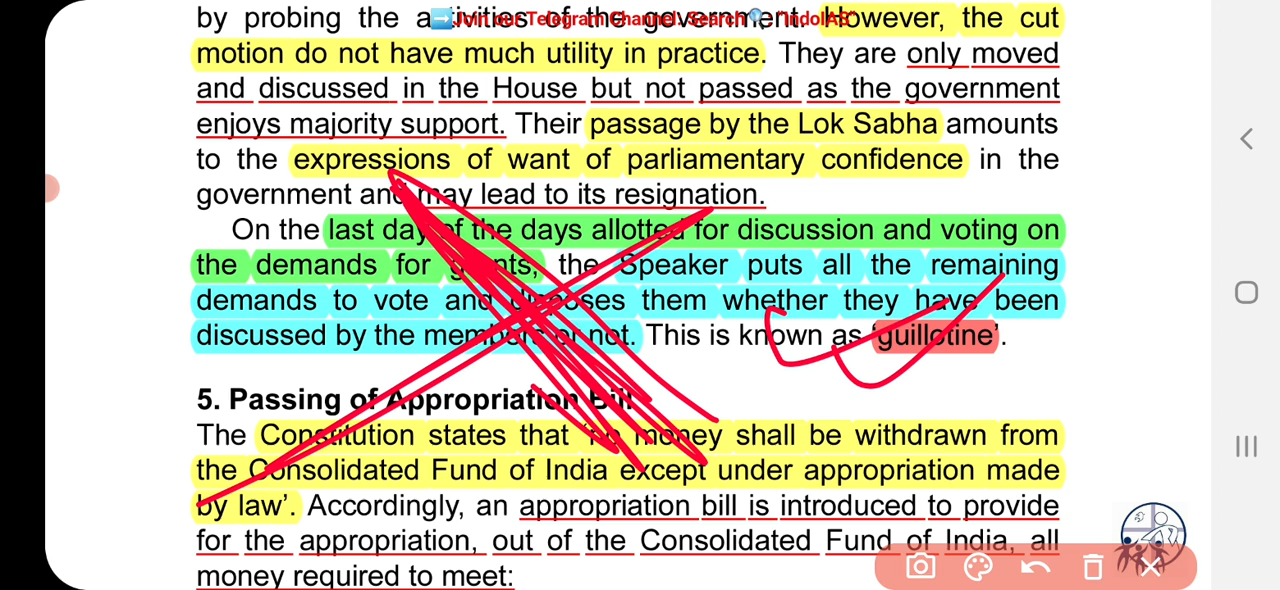 by probing the activities of the government. However, the cut
Join our Telegram Channel: Search "IndoIAS"
motion do not have much utility in practice. They are only moved
and discussed in the House but not passed as the government
enjoys majority support. Their passage by the Lok Sabha amounts
to the expressions of want of parliamentary confidence in the
government and may lead to its resignation.
On the last day of the days allotted for discussion and voting on
the demands for grants, the Speaker puts all the remaining
demands to vote and disposes them whether they have been
discussed by the members or not. This is known as ‘guillotine’.
5. Passing of Appropriation Bill
The Constitution states that ‘no money shall be withdrawn from
the Consolidated Fund of India except under appropriation made
by law’. Accordingly, an appropriation bill is introduced to provide
for the appropriation, out of the Consolidated Fund of India, all
money required to meet: